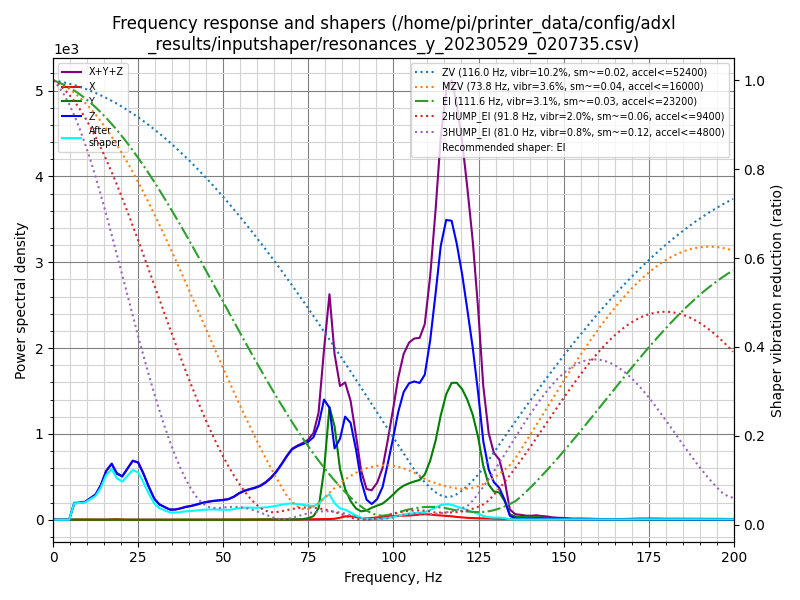 Frequency response and shapers (/home/pi/printer_data/config/adxl
_results/inputshaper/resonances_y_20230529_020735.csv)
1e3
X+Y+Z
X
Y
Z
After
shaper
ZV (116.0 Hz, vibr=10.2%, sm~=0.02, accel<=52400)
MZV (73.8 Hz, vibr=3.6%, sm~=0.04, accel<=16000)
EI (111.6 Hz, vibr=3.1%, sm~=0.03, accel<=23200)
2HUMP_EI (91.8 Hz, vibr=2.0%, sm~=0.06, accel<=9400)
3HUMP_EI (81.0 Hz, vibr=0.8%, sm~=0.12, accel<=4800)
Recommended shaper: EI
Power spectral density
5
4
3
2
1
0
1.0
0.8
0.6
0.4
0.2
0.0
Shaper vibration reduction (ratio)
0 25 50 75 100 125 150 175 200
Frequency, Hz